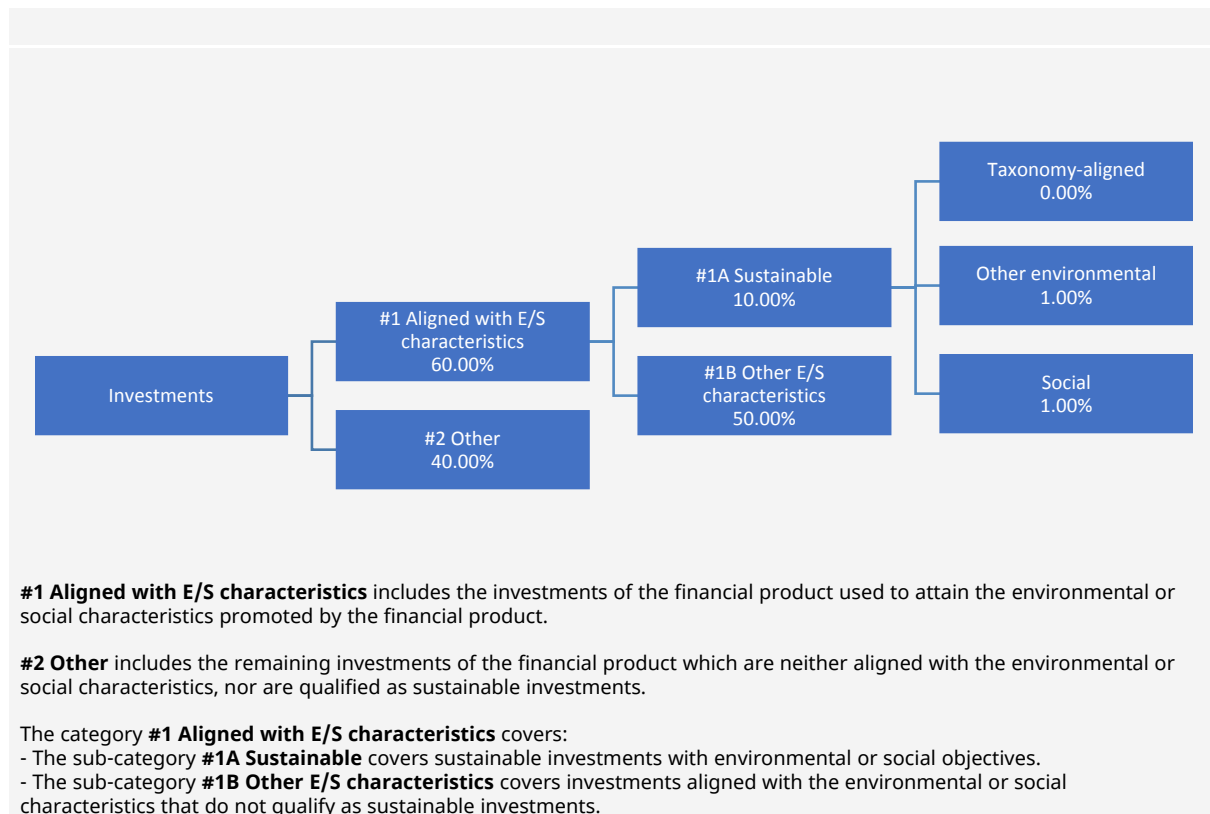 Taxonomy-aligned
0.00%
#1A Sustainable
10.00%
Other environmental
1.00%
#1 Aligned with E/S
characteristics
60.00%
Investments
#1B Other E/S
characteristics
50.00%
Social
1.00%
#2 Other
40.00%
#1 Aligned with E/S characteristics includes the investments of the financial product used to attain the environmental or
social characteristics promoted by the financial product.
#2 Other includes the remaining investments of the financial product which are neither aligned with the environmental or
social characteristics, nor are qualified as sustainable investments.
The category #1 Aligned with E/S characteristics covers:
- The sub-category #1A Sustainable covers sustainable investments with environmental or social objectives.
- The sub-category #1B Other E/S characteristics covers investments aligned with the environmental or social
characteristics that do not qualify as sustainable investments.